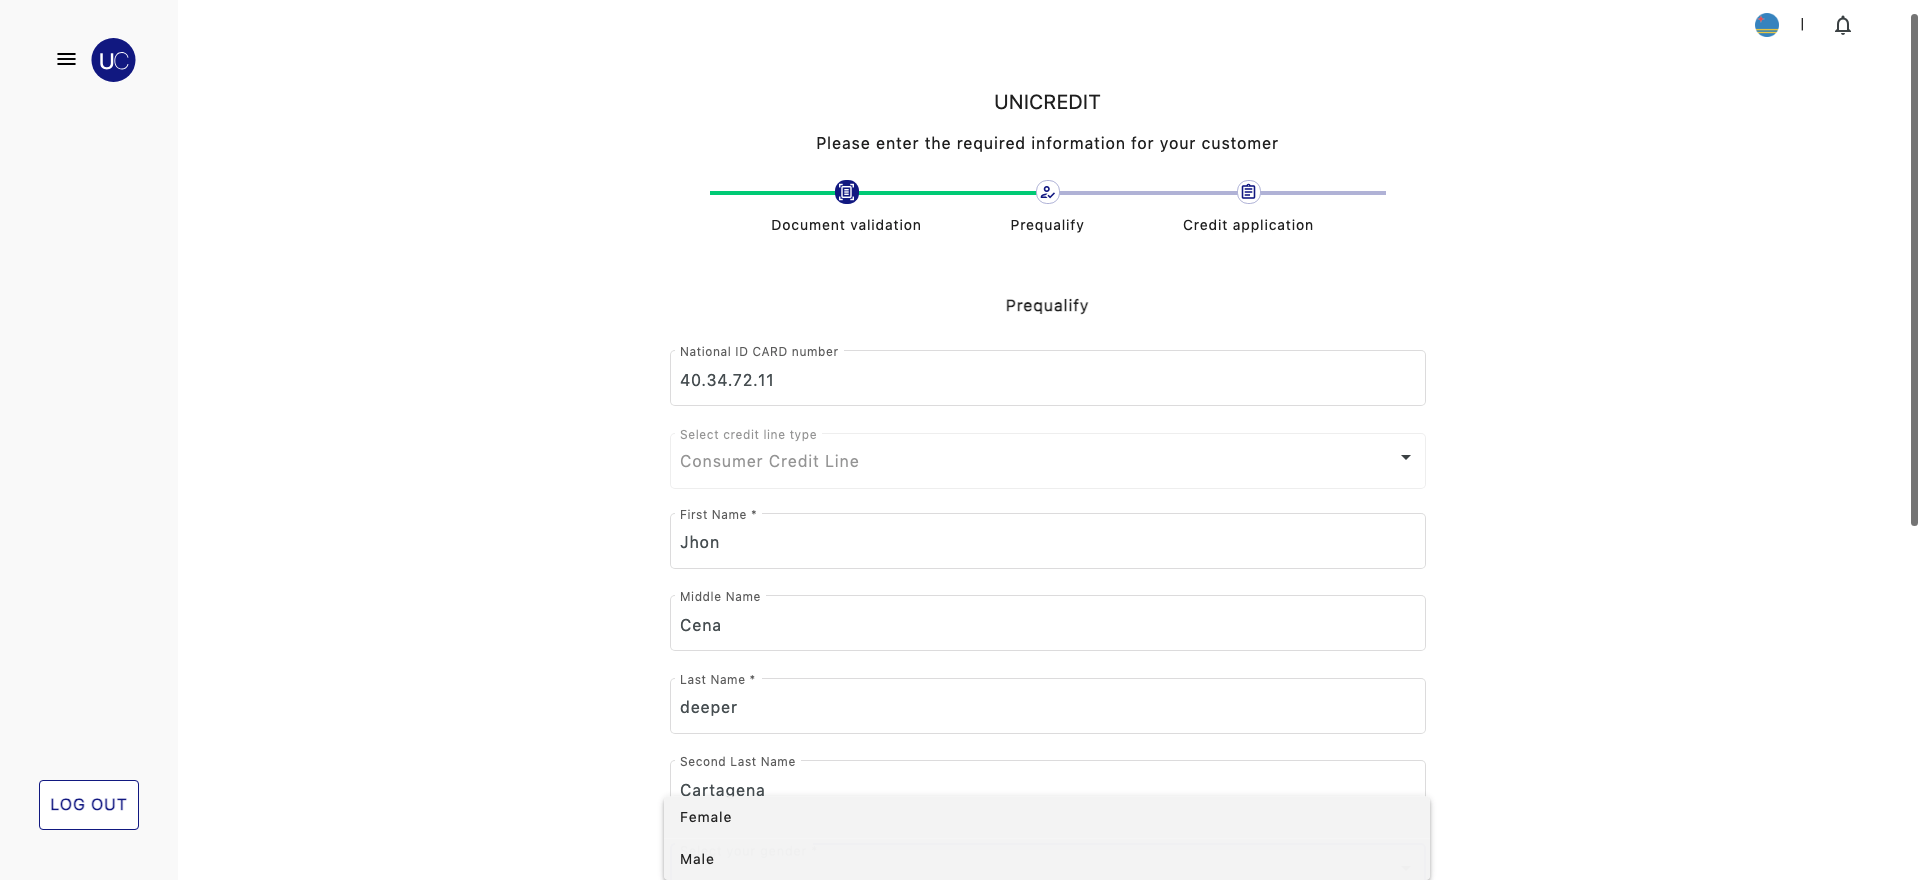 UC
UNICREDIT
Please enter the required information for your customer
Document validation
Prequalify
Credit application
Prequalify
National ID CARD number
40.34.72.11
Select credit line type
Consumer Credit Line
First Name *
Jhon
Middle Name
Cena
Last Name *
deeper
Second Last Name
Cartagena
Female
Male
LOG OUT